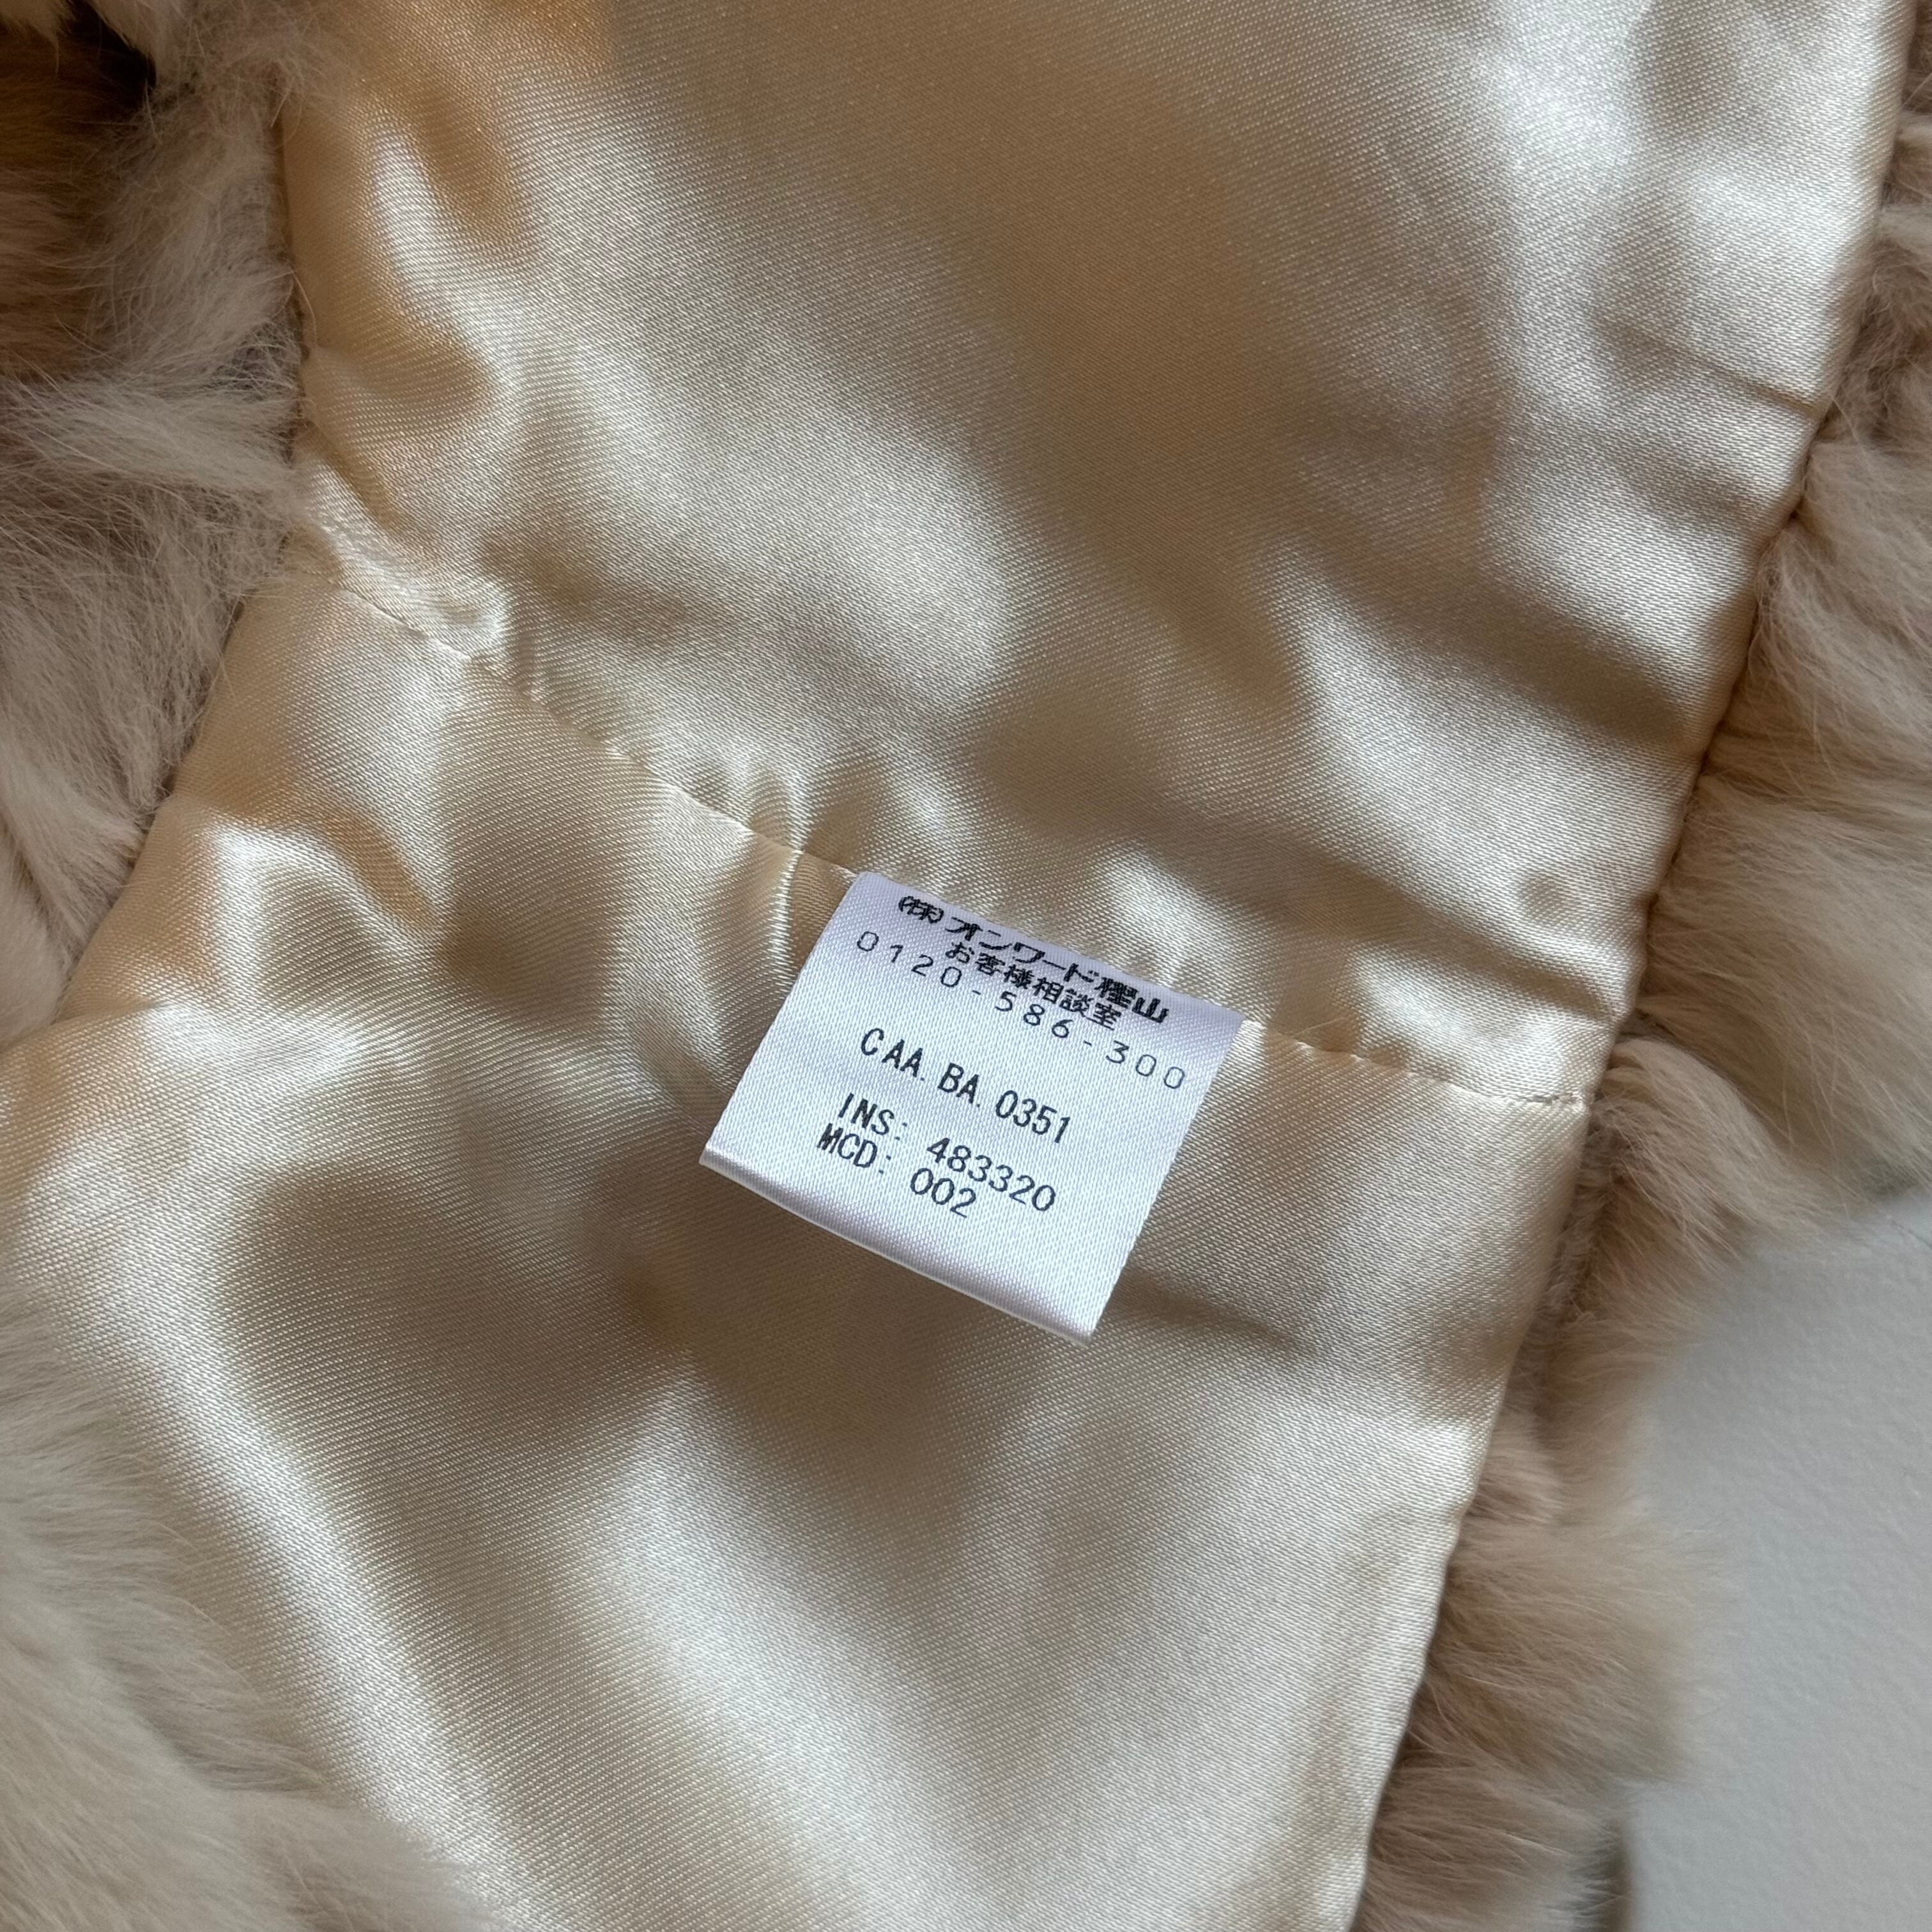 (株)オンワード樫山
お客様相談室
0120-586-300
CAA.BA.0351
INS: 483320
MCD: 002